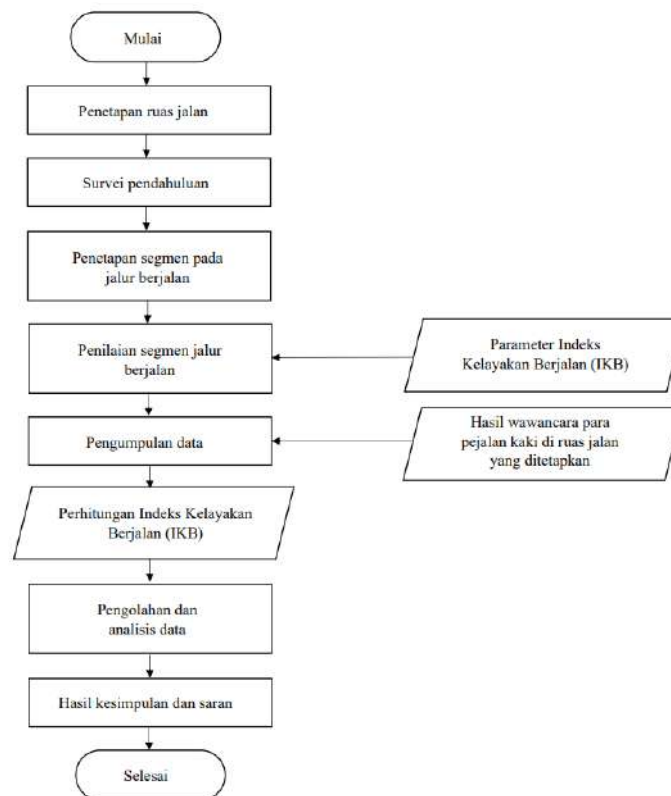 Mulai
Penetapan ruas jalan
Survei pendahuluan
Penetapan segmen pada
jalur berjalan
Penilaian segmen jalur
berjalan
Parameter Indeks
Kelayakan Berjalan (IKB)
Pengumpulan data
Hasil wawancara para
pejalan kaki di ruas jalan
yang ditetapkan
Perhitungan Indeks Kelayakan
Berjalan (IKB)
Pengolahan dan
analisis data
Hasil kesimpulan dan saran
Selesai